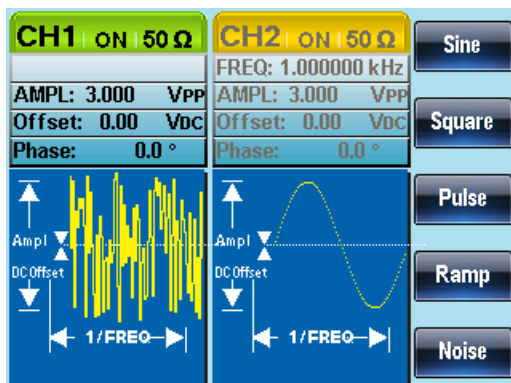 CH1 ON 50 Ω
AMPL: 3.000 VPP
Offset: 0.00 VDC
Phase: 0.0 °
Ampl
DC Offset
1/FREQ
CH2 ON 50 Ω
FREQ: 1.000000 kHz
AMPL: 3.000 VPP
Offset: 0.00 VDC
Phase: 0.0 °
Ampl
DC Offset
1/FREQ
Sine
Square
Pulse
Ramp
Noise